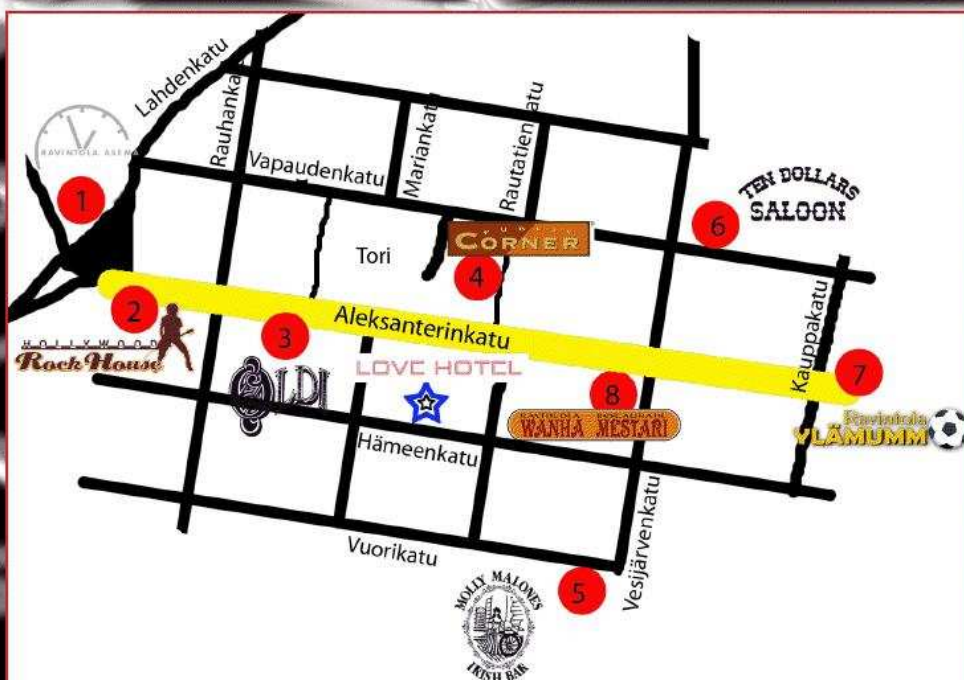 Lahdenkatu
RAVINTOLA ASEMA
1
Rauhanka
Vapaudenkatu
Mariankatu
Rautatienkatu
TEN DOLLARS
SALOON
6
Tori
CORNER
4
2
HOLLYWOOD
Rock House
3
Aleksanterinkatu
Kauppakatu
7
LOVE HOTEL
OLDI
8
RAVINTOLA
WANHA MESTARI
Ravintola
YLÄMUMM
Hämeenkatu
Vuorikatu
Vesijärvenkatu
5
MOLLY MALONES
IRISH BAR